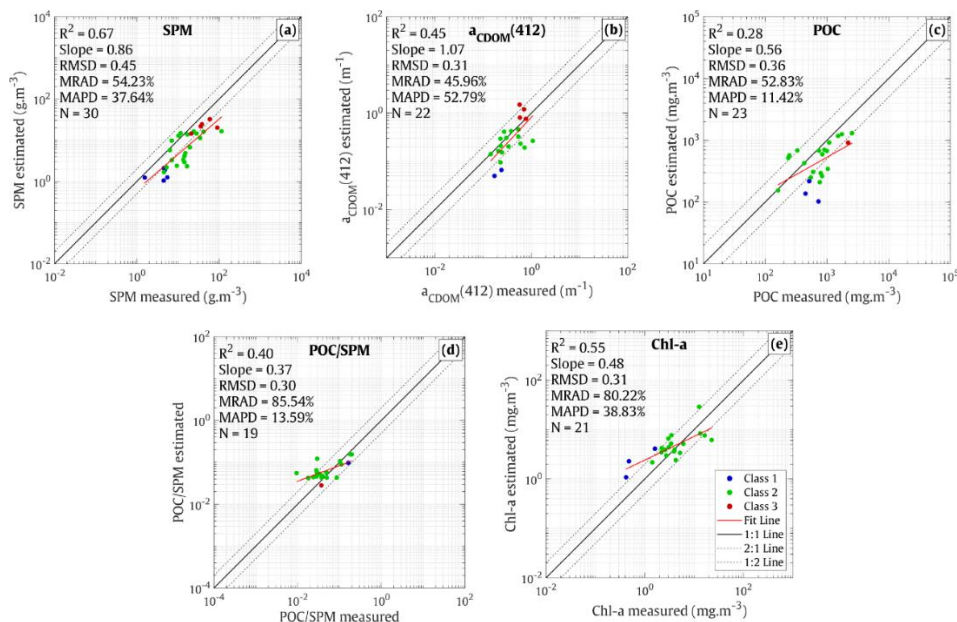 SPM
(a)
R² = 0.67
Slope = 0.86
RMSD = 0.45
MRAD = 54.23%
MAPD = 37.64%
N = 30
SPM estimated (g.m⁻³)
10⁴
10²
10⁰
10⁻²
10⁻² 10⁰ 10² 10⁴
SPM measured (g.m⁻³)
a_CDOM(412)
(b)
R² = 0.45
Slope = 1.07
RMSD = 0.31
MRAD = 45.96%
MAPD = 52.79%
N = 22
a_CDOM(412) estimated (m⁻¹)
10²
10⁰
10⁻²
10⁻² 10⁰ 10²
a_CDOM(412) measured (m⁻¹)
POC
(c)
R² = 0.28
Slope = 0.56
RMSD = 0.36
MRAD = 52.83%
MAPD = 11.42%
N = 23
POC estimated (mg.m⁻³)
10⁵
10⁴
10³
10²
10¹
10¹ 10² 10³ 10⁴ 10⁵
POC measured (mg.m⁻³)
POC/SPM
(d)
R² = 0.40
Slope = 0.37
RMSD = 0.30
MRAD = 85.54%
MAPD = 13.59%
N = 19
POC/SPM estimated
10²
10⁰
10⁻²
10⁻⁴
10⁻⁴ 10⁻² 10⁰ 10²
POC/SPM measured
Chl-a
(e)
R² = 0.55
Slope = 0.48
RMSD = 0.31
MRAD = 80.22%
MAPD = 38.83%
N = 21
Chl-a estimated (mg.m⁻³)
10²
10⁰
10⁻²
10⁻² 10⁰ 10²
Chl-a measured (mg.m⁻³)
Class 1
Class 2
Class 3
Fit Line
1:1 Line
2:1 Line
1:2 Line